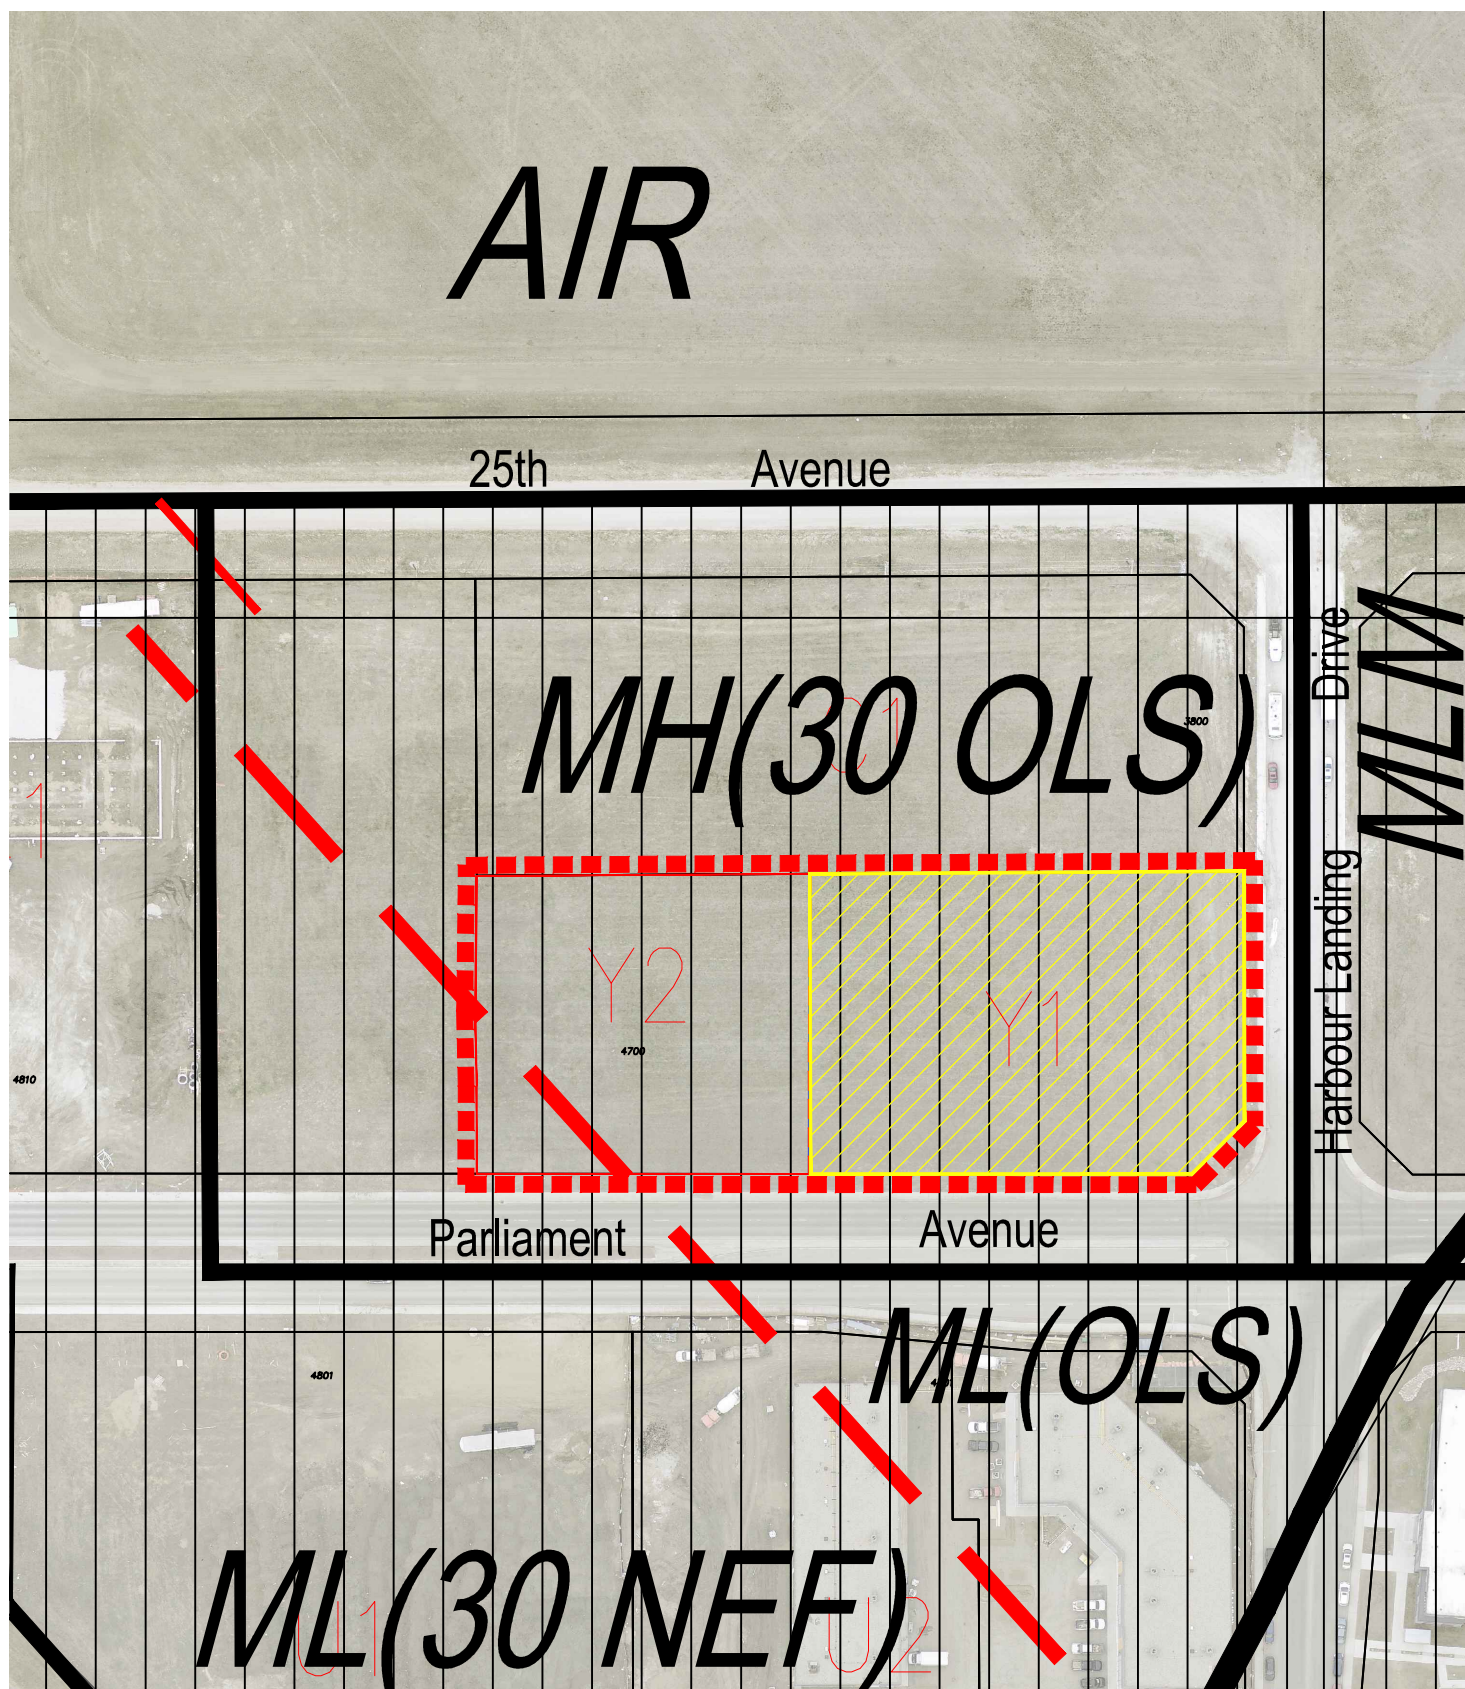 AIR
25th Avenue
MH(30 OLS)
3800
Drive
MLM
1
Harbour Landing
Y2
Y1
4700
4810
Parliament Avenue
ML(OLS)
4801
ML(30 NEF)
U1
U2